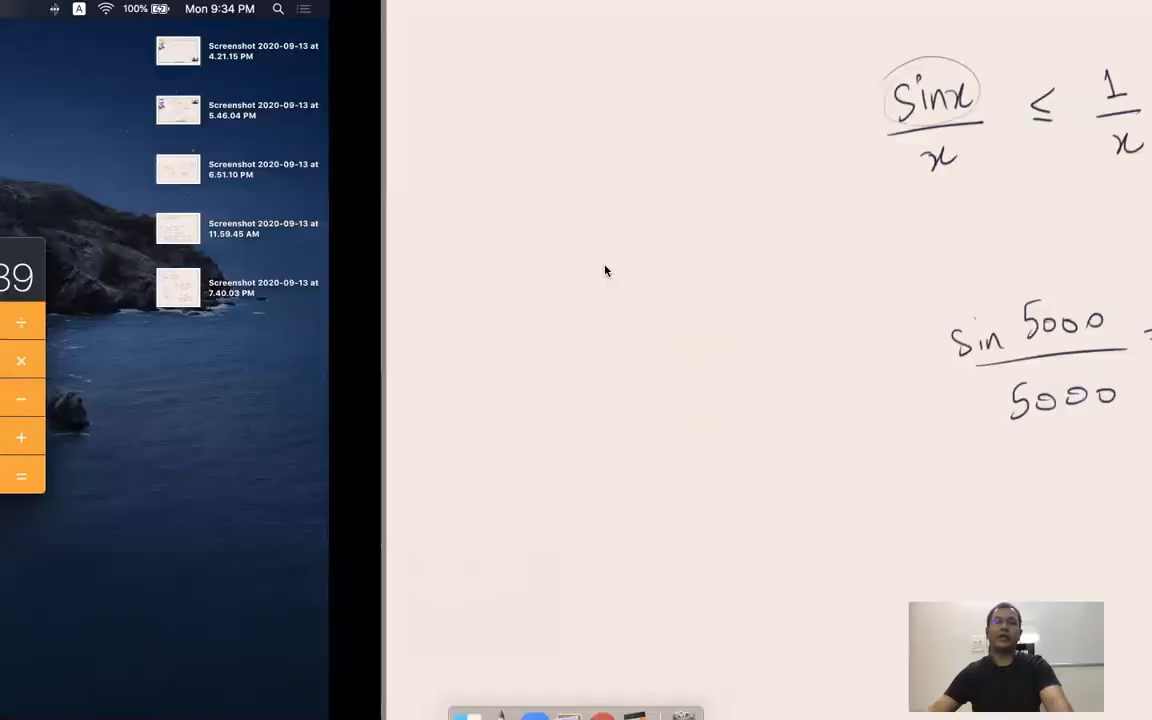 A 100% Mon 9:34 PM
Screenshot 2020-09-13 at
4.21.15 PM
Screenshot 2020-09-13 at
5.46.04 PM
Screenshot 2020-09-13 at
6.51.10 PM
Screenshot 2020-09-13 at
11.59.45 AM
Screenshot 2020-09-13 at
7.40.03 PM
39
÷
×
−
+
=
sinx / x ≤ 1 / x
sin 5000 / 5000 =